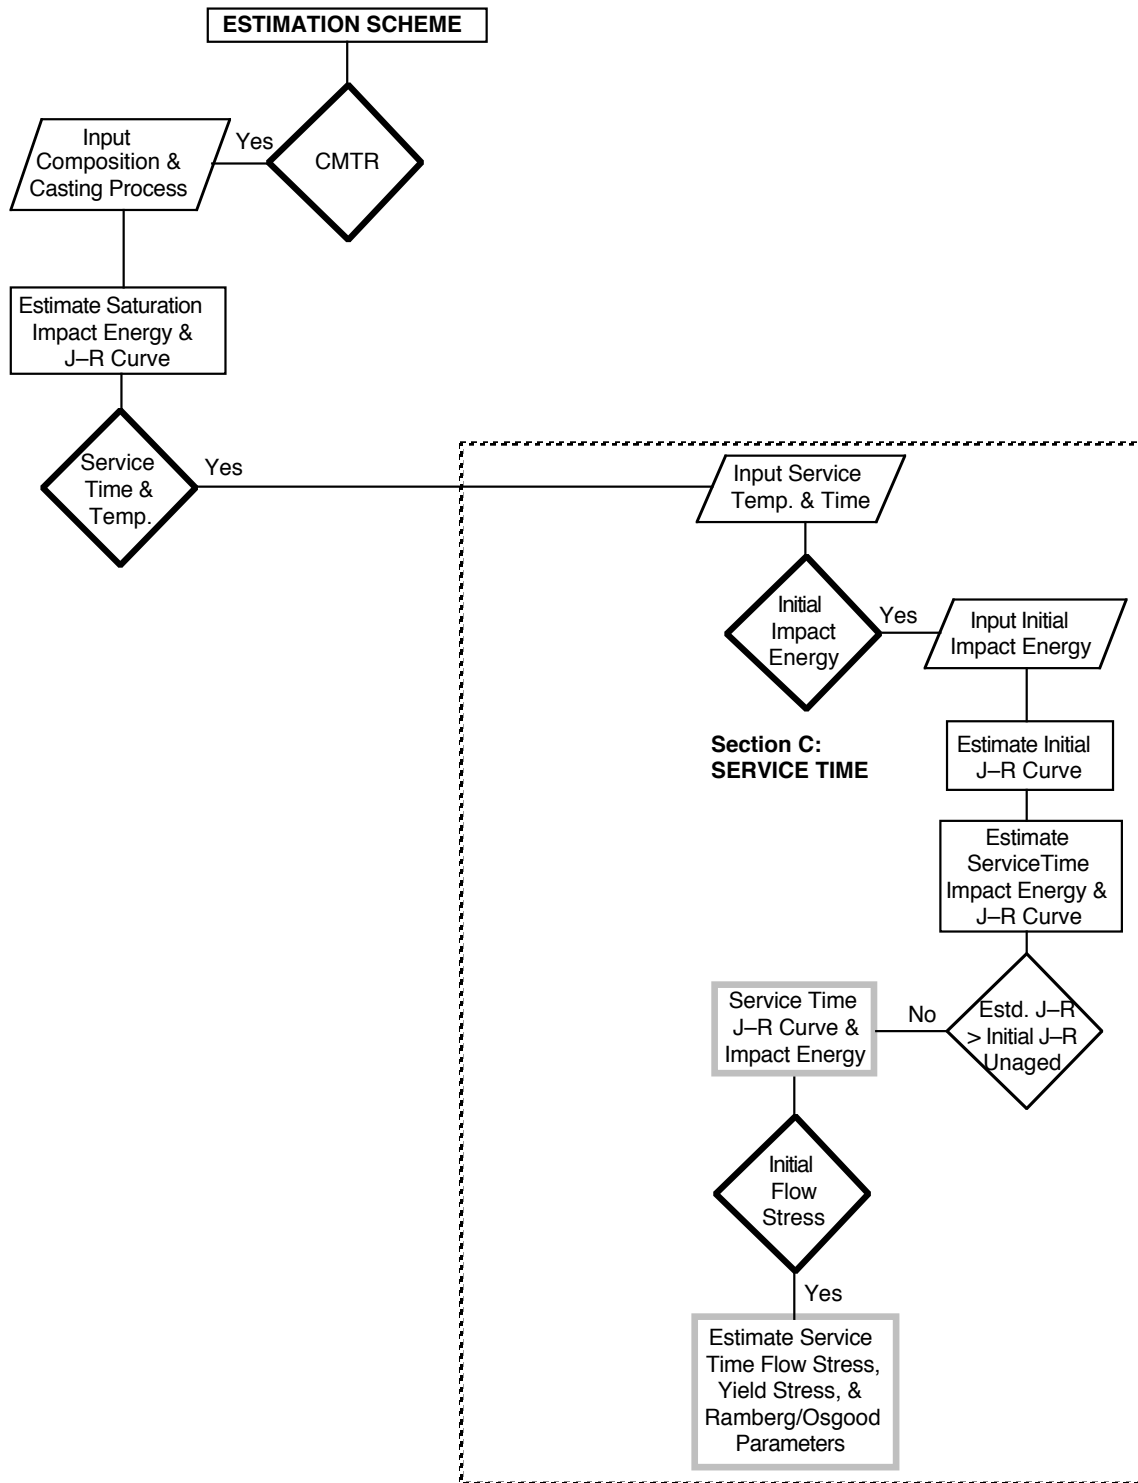 ESTIMATION SCHEME
CMTR
Yes
Input
Composition &
Casting Process
Estimate Saturation
Impact Energy &
J–R Curve
Service
Time &
Temp.
Yes
Input Service
Temp. & Time
Initial
Impact
Energy
Yes
Input Initial
Impact Energy
Section C:
SERVICE TIME
Estimate Initial
J–R Curve
Estimate
ServiceTime
Impact Energy &
J–R Curve
Estd. J–R
> Initial J–R
Unaged
No
Service Time
J–R Curve &
Impact Energy
Initial
Flow
Stress
Yes
Estimate Service
Time Flow Stress,
Yield Stress, &
Ramberg/Osgood
Parameters